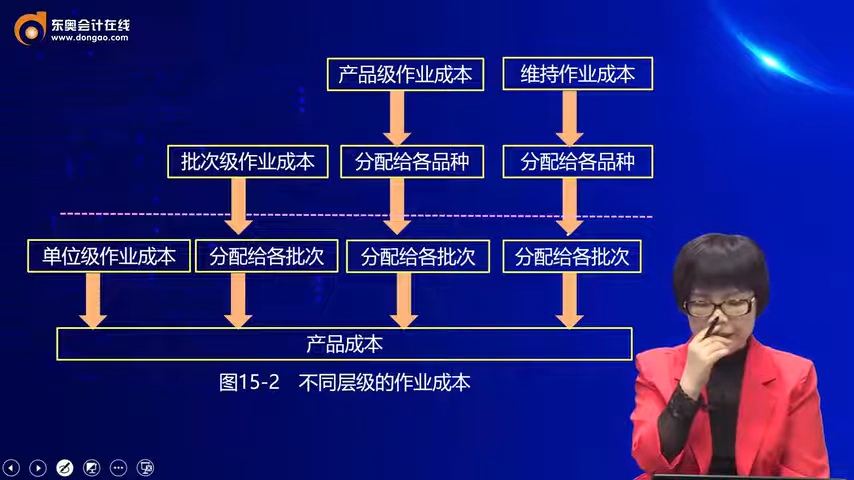 东奥会计在线
www.dongao.com
产品级作业成本
维持作业成本
批次级作业成本
分配给各品种
分配给各品种
单位级作业成本
分配给各批次
分配给各批次
分配给各批次
产品成本
图15-2 不同层级的作业成本